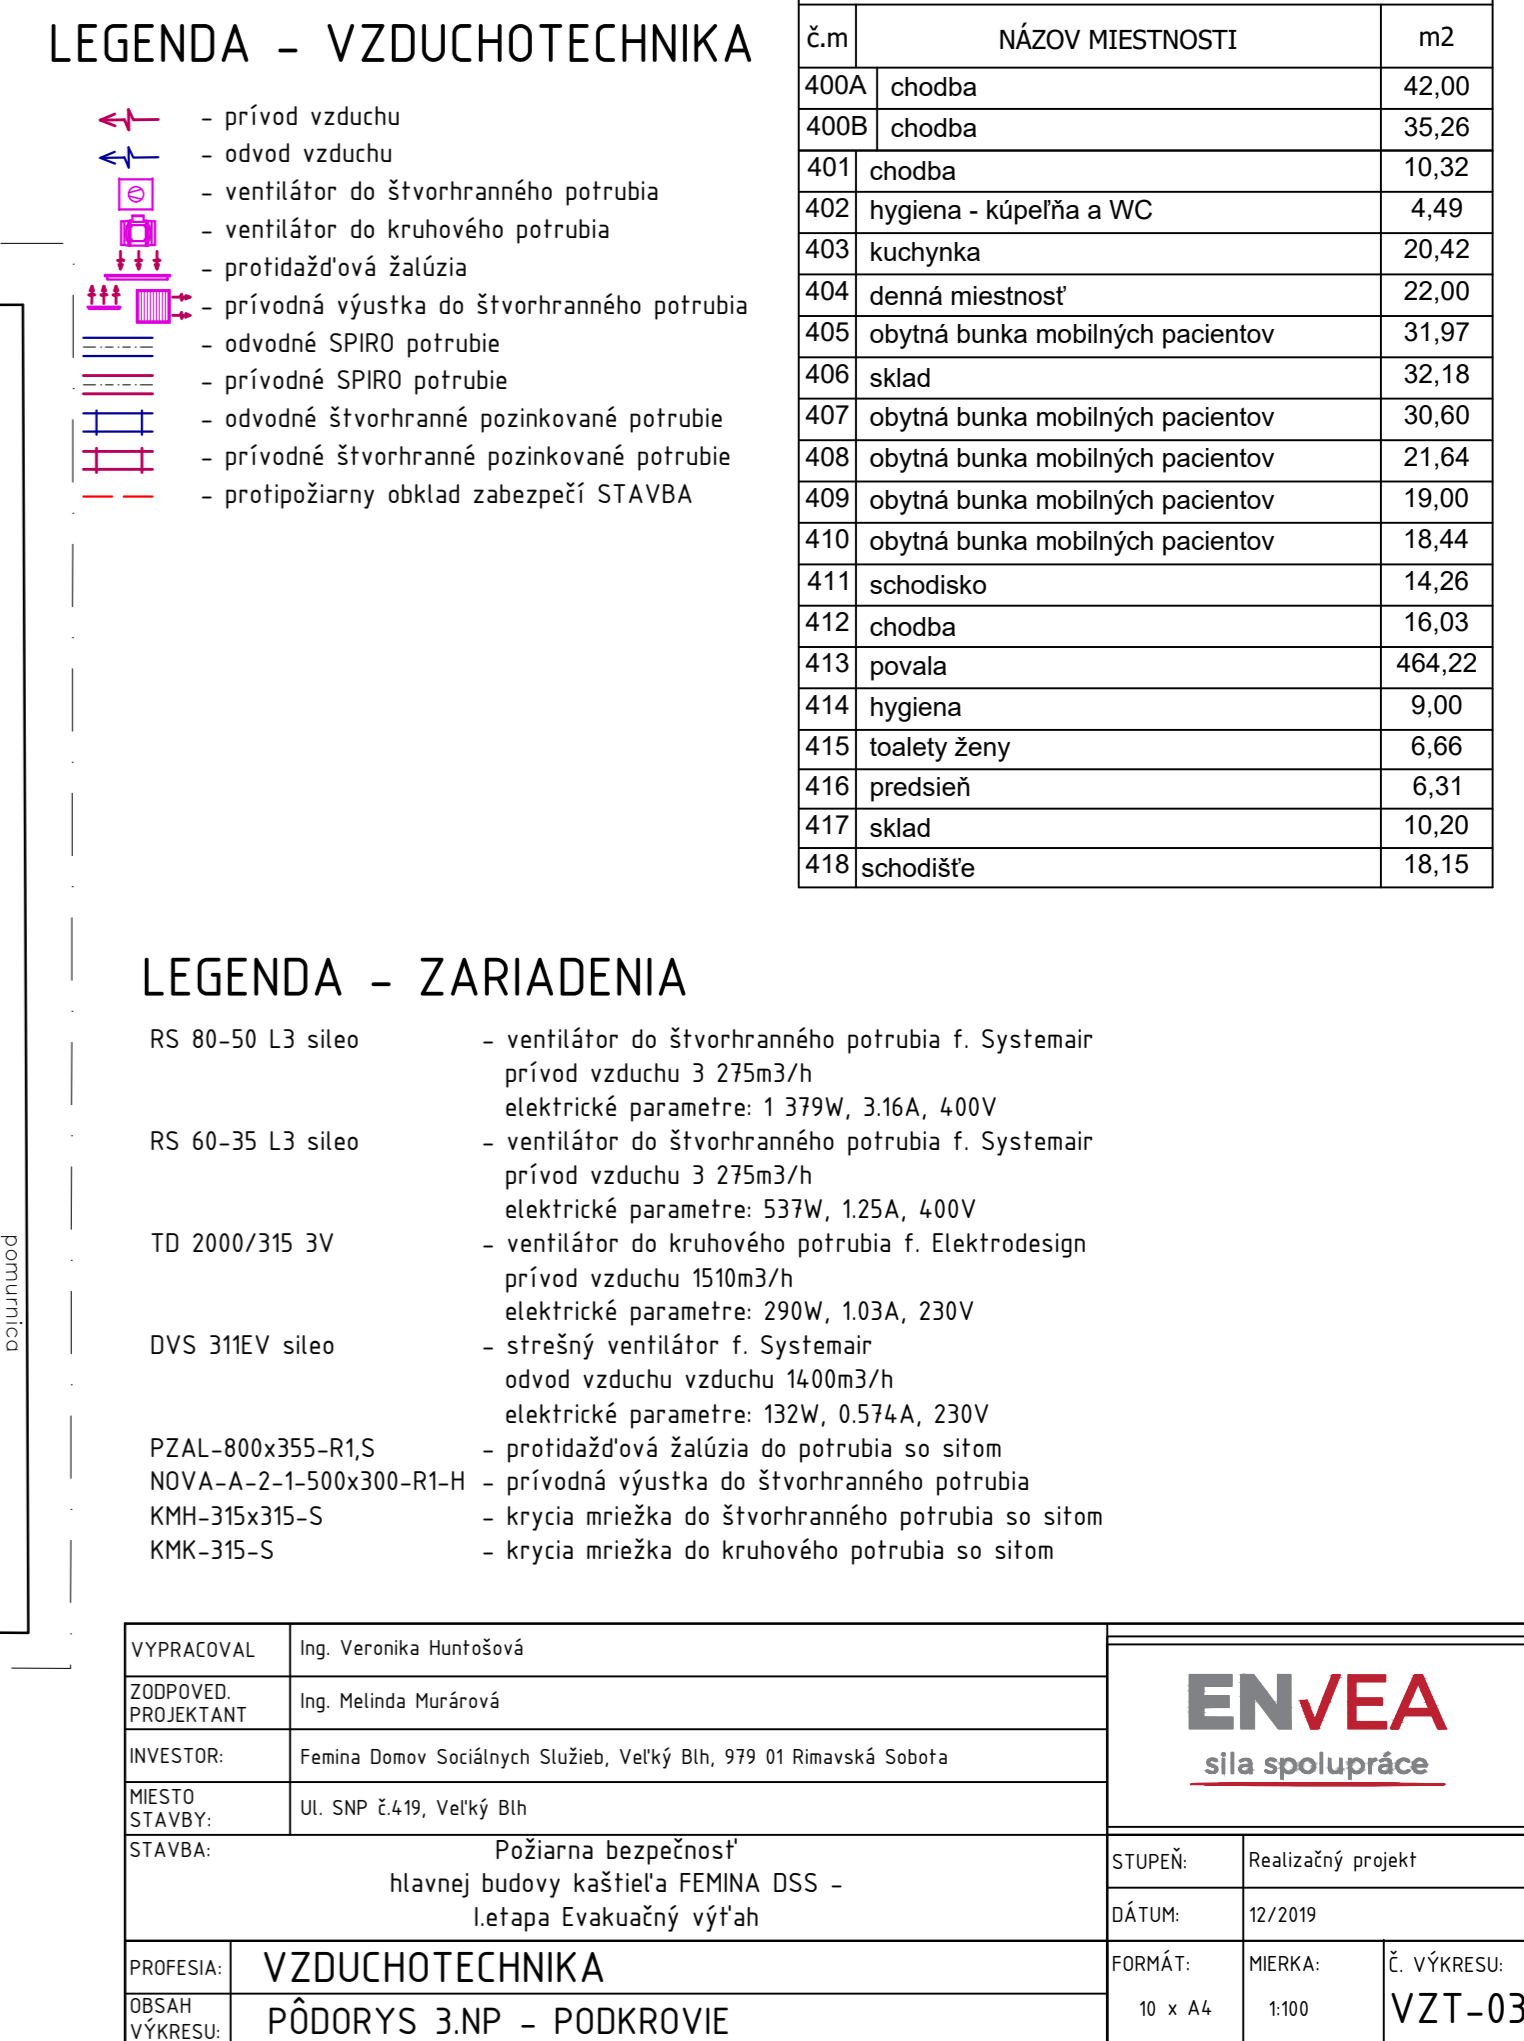 LEGENDA - VZDUCHOTECHNIKA
- prívod vzduchu
- odvod vzduchu
- ventilátor do štvorhranného potrubia
- ventilátor do kruhového potrubia
- protidažďová žalúzia
- prívodná výustka do štvorhranného potrubia
- odvodné SPIRO potrubie
- prívodné SPIRO potrubie
- odvodné štvorhranné pozinkované potrubie
- prívodné štvorhranné pozinkované potrubie
- protipožiarny obklad zabezpečí STAVBA
č.m NÁZOV MIESTNOSTI m2
400A chodba 42,00
400B chodba 35,26
401 chodba 10,32
402 hygiena - kúpeľňa a WC 4,49
403 kuchynka 20,42
404 denná miestnosť 22,00
405 obytná bunka mobilných pacientov 31,97
406 sklad 32,18
407 obytná bunka mobilných pacientov 30,60
408 obytná bunka mobilných pacientov 21,64
409 obytná bunka mobilných pacientov 19,00
410 obytná bunka mobilných pacientov 18,44
411 schodisko 14,26
412 chodba 16,03
413 povala 464,22
414 hygiena 9,00
415 toalety ženy 6,66
416 predsieň 6,31
417 sklad 10,20
418 schodišťe 18,15
LEGENDA - ZARIADENIA
RS 80-50 L3 sileo - ventilátor do štvorhranného potrubia f. Systemair
prívod vzduchu 3 275m3/h
elektrické parametre: 1 379W, 3.16A, 400V
RS 60-35 L3 sileo - ventilátor do štvorhranného potrubia f. Systemair
prívod vzduchu 3 275m3/h
elektrické parametre: 537W, 1.25A, 400V
TD 2000/315 3V - ventilátor do kruhového potrubia f. Elektrodesign
prívod vzduchu 1510m3/h
elektrické parametre: 290W, 1.03A, 230V
DVS 311EV sileo - strešný ventilátor f. Systemair
odvod vzduchu vzduchu 1400m3/h
elektrické parametre: 132W, 0.574A, 230V
PZAL-800x355-R1,S - protidažďová žalúzia do potrubia so sitom
NOVA-A-2-1-500x300-R1-H - prívodná výustka do štvorhranného potrubia
KMH-315x315-S - krycia mriežka do štvorhranného potrubia so sitom
KMK-315-S - krycia mriežka do kruhového potrubia so sitom
pomurnica
VYPRACOVAL Ing. Veronika Huntošová
ZODPOVED.
PROJEKTANT Ing. Melinda Murárová
INVESTOR: Femina Domov Sociálnych Služieb, Veľký Blh, 979 01 Rimavská Sobota
MIESTO
STAVBY: Ul. SNP č.419, Veľký Blh
STAVBA: Požiarna bezpečnosť
hlavnej budovy kaštieľa FEMINA DSS -
I.etapa Evakuačný výťah
PROFESIA: VZDUCHOTECHNIKA
OBSAH
VÝKRESU: PÔDORYS 3.NP - PODKROVIE
ENVEA
sila spolupráce
STUPEŇ: Realizačný projekt
DÁTUM: 12/2019
FORMÁT: MIERKA: Č. VÝKRESU:
10 x A4 1:100 VZT-03